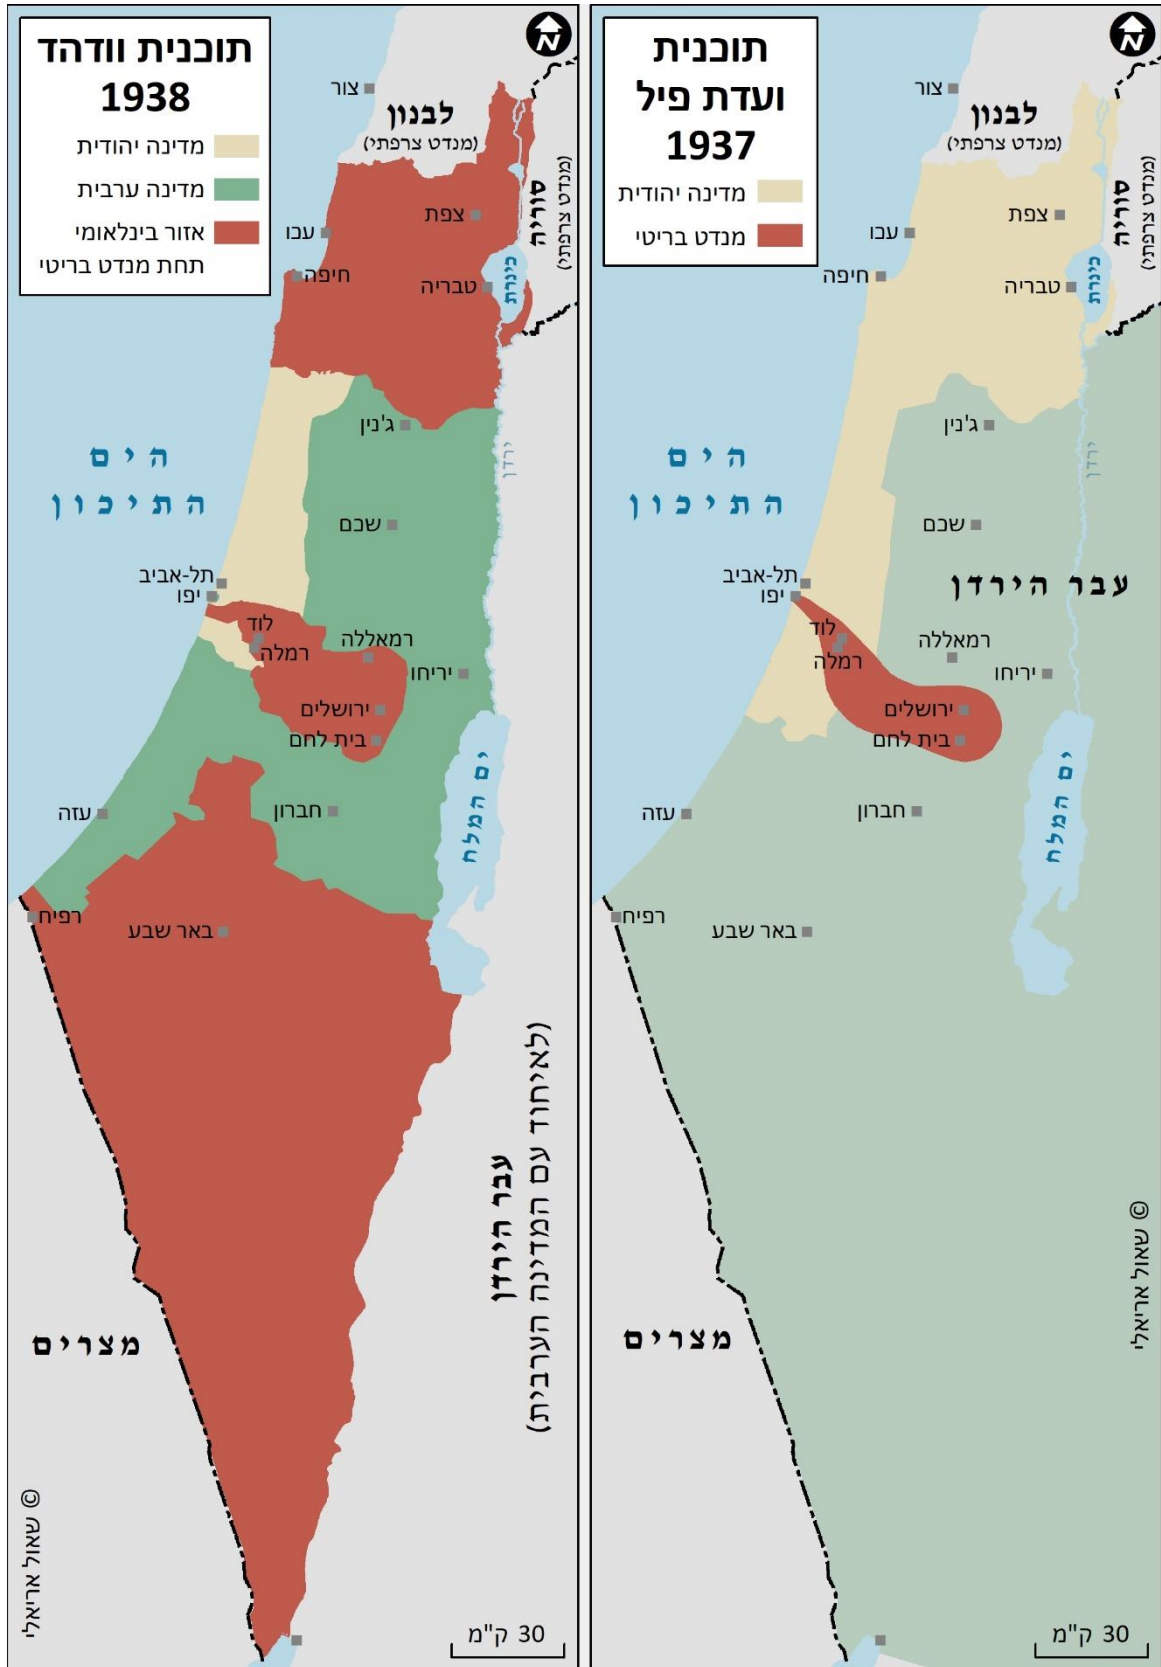 תוכנית
ועדת פיל
1937
מדינה יהודית
מנדט בריטי
N
צור
לבנון
(מנדט צרפתי)
סוריה
(מנדט צרפתי)
צפת
עכו
כינרת
חיפה
טבריה
ג'נין
ירדן
הים
התיכון
שכם
תל-אביב
יפו
עבר הירדן
לוד
רמלה
רמאללה
יריחו
ירושלים
בית לחם
ים המלח
עזה
חברון
רפיח
באר שבע
מצרים
© שאול אריאלי
30 ק"מ
תוכנית וודהד
1938
מדינה יהודית
מדינה ערבית
אזור בינלאומי
תחת מנדט בריטי
N
צור
לבנון
(מנדט צרפתי)
סוריה
(מנדט צרפתי)
צפת
עכו
כינרת
חיפה
טבריה
ג'נין
ירדן
הים
התיכון
שכם
תל-אביב
יפו
לוד
רמלה
רמאללה
יריחו
ירושלים
בית לחם
ים המלח
עזה
חברון
רפיח
באר שבע
עבר הירדן
(לאיחוד עם המדינה הערבית)
מצרים
© שאול אריאלי
30 ק"מ